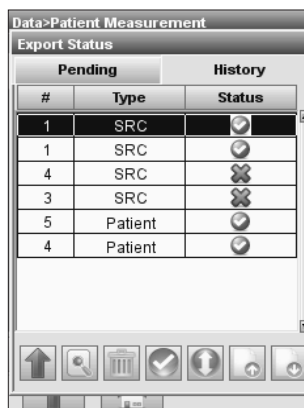 Data>Patient Measurement
Export Status
Pending History
# Type Status
1 SRC
1 SRC
4 SRC
3 SRC
5 Patient
4 Patient